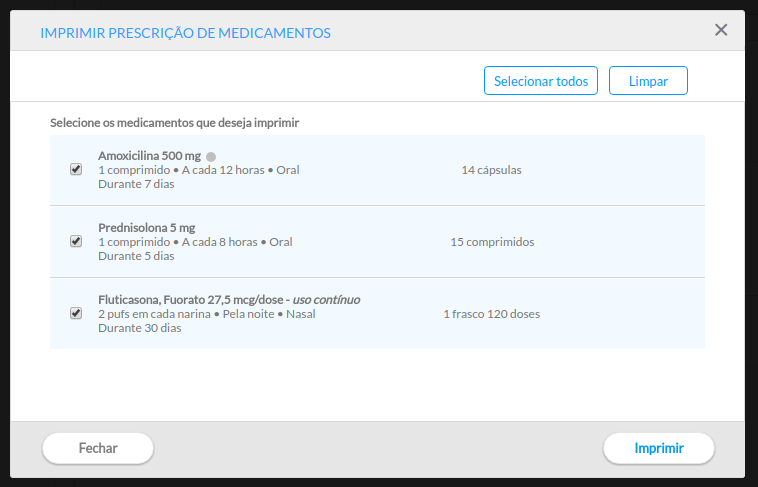 IMPRIMIR PRESCRIÇÃO DE MEDICAMENTOS
Selecionar todos
Limpar
Selecione os medicamentos que deseja imprimir
Amoxicilina 500 mg
1 comprimido • A cada 12 horas • Oral
Durante 7 dias
14 cápsulas
Prednisolona 5 mg
1 comprimido • A cada 8 horas • Oral
Durante 5 dias
15 comprimidos
Fluticasona, Fuorato 27,5 mcg/dose - uso contínuo
2 pufs em cada narina • Pela noite • Nasal
Durante 30 dias
1 frasco 120 doses
Fechar
Imprimir